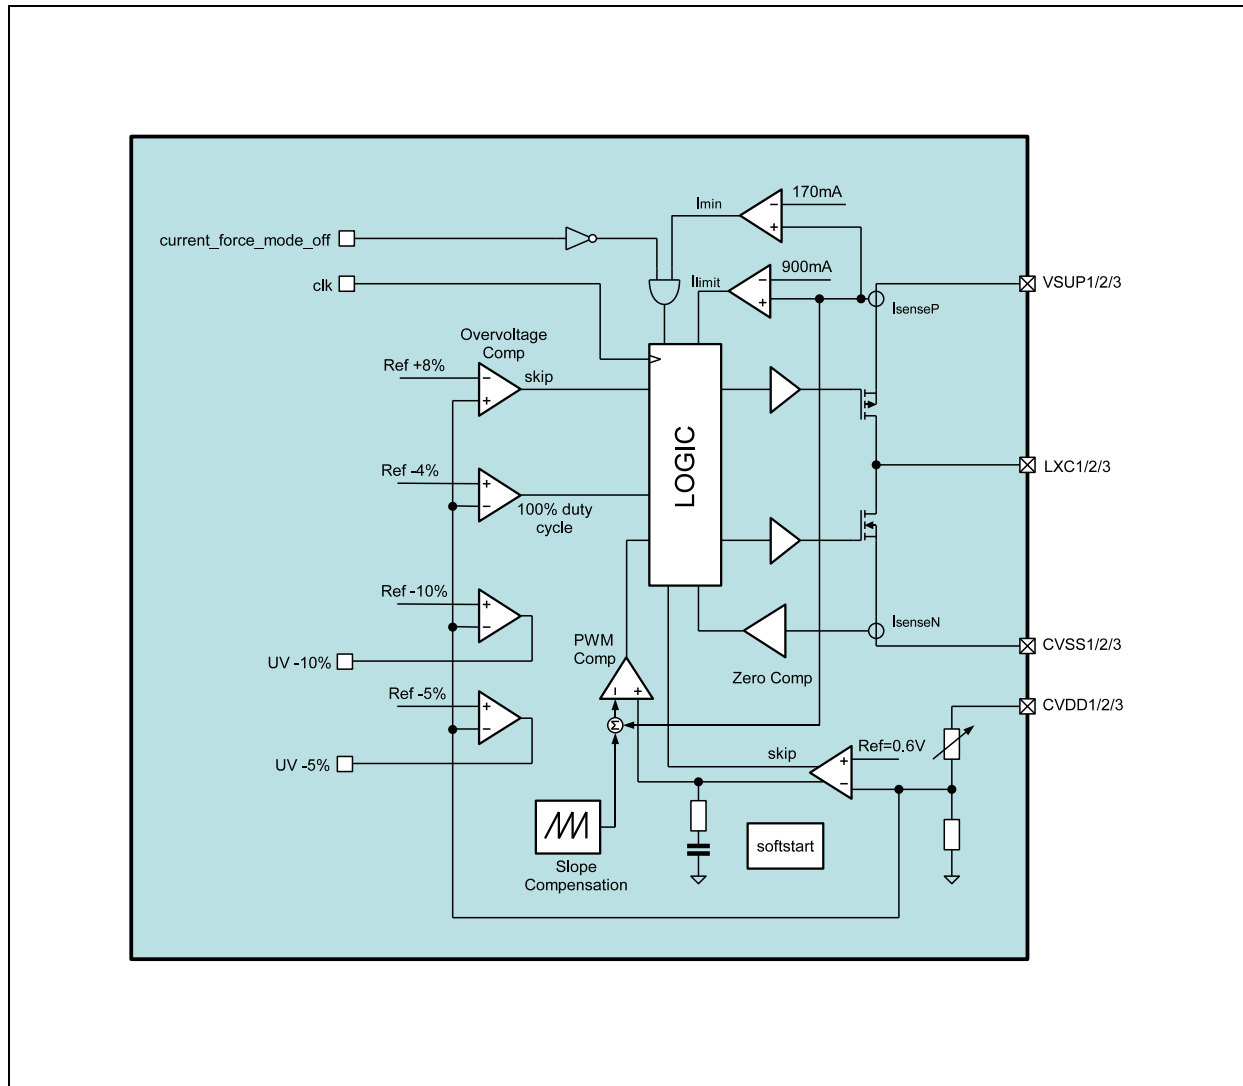 170mA
Imin
current_force_mode_off
900mA
clk
Ilimit
VSUP1/2/3
IsenseP
Overvoltage
Comp
Ref +8%
skip
LOGIC
Ref -4%
LXC1/2/3
100% duty
cycle
Ref -10%
IsenseN
PWM
Comp
CVSS1/2/3
UV -10%
Zero Comp
Ref -5%
CVDD1/2/3
Σ
Ref=0.6V
skip
UV -5%
softstart
Slope
Compensation